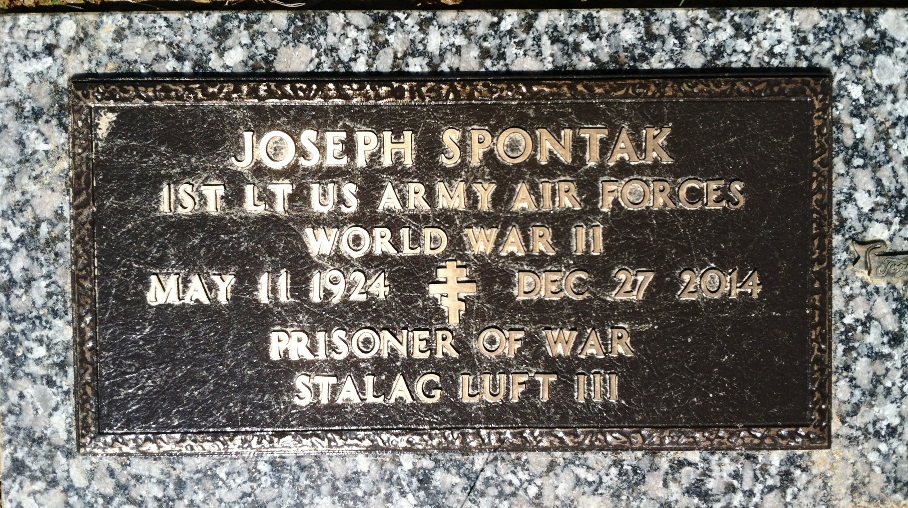 JOSEPH SPONTAK
1ST LT US ARMY AIR FORCES
WORLD WAR II
MAY 11 1924 DEC 27 2014
PRISONER OF WAR
STALAG LUFT III